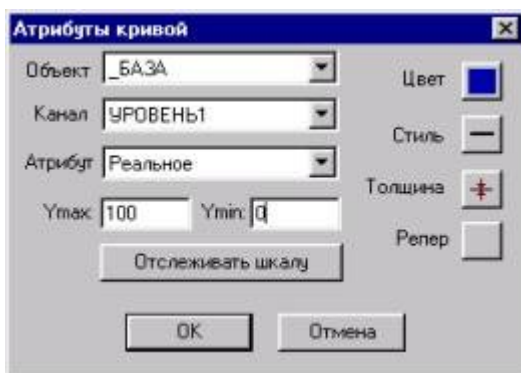 Атрибуты кривой
Объект _БАЗА
Цвет
Канал УРОВЕНЬ1
Стиль
Атрибут Реальное
Толщина
Ymax: 100 Ymin: 0
Репер
Отслеживать шкалу
OK Отмена